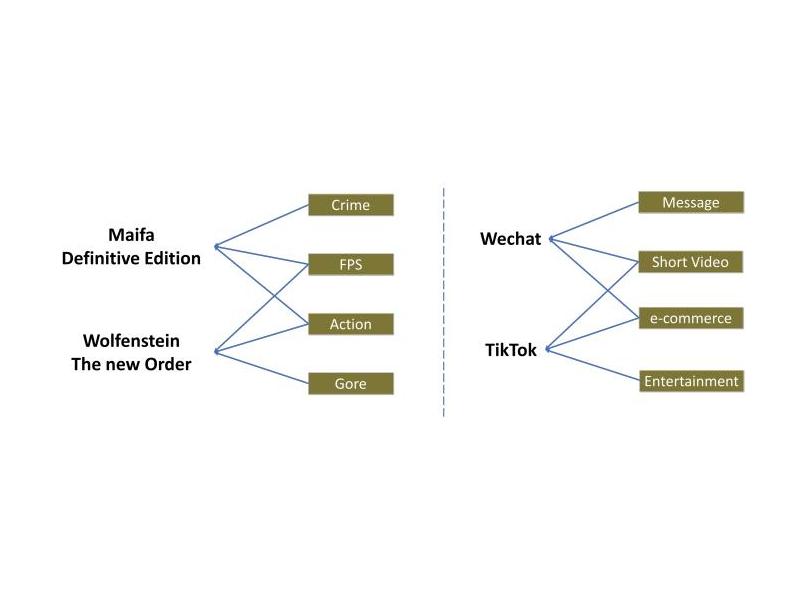 Maifa
Definitive Edition
Wolfenstein
The new Order
Crime
FPS
Action
Gore
Wechat
TikTok
Message
Short Video
e-commerce
Entertainment